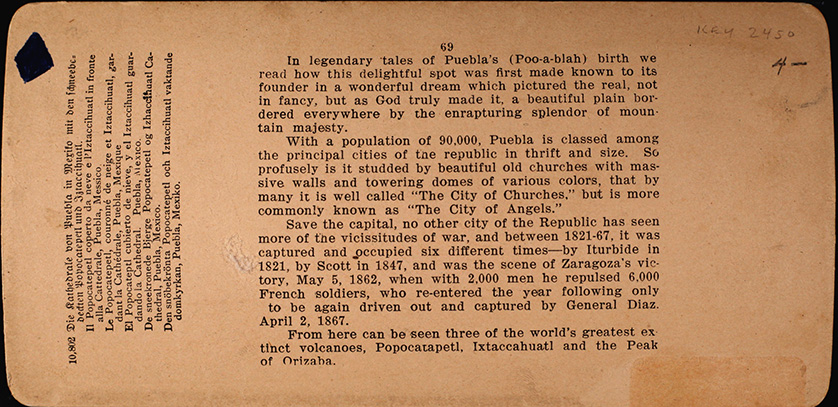 69
In legendary tales of Puebla's (Poo-a-blah) birth we
read how this delightful spot was first made known to its
founder in a wonderful dream which pictured the real, not
in fancy, but as God truly made it, a beautiful plain bor-
dered everywhere by the enrapturing splendor of moun-
tain majesty.
With a population of 90,000, Puebla is classed among
the principal cities of tne republic in thrift and size. So
profusely is it studded by beautiful old churches with mas-
sive walls and towering domes of various colors, that by
many it is well called "The City of Churches," but is more
commonly known as "The City of Angels."
Save the capital, no other city of the Republic has seen
more of the vicissitudes of war, and between 1821-67, it was
captured and occupied six different times—by Iturbide in
1821, by Scott in 1847, and was the scene of Zaragoza's vic-
tory, May 5, 1862, when with 2,000 men he repulsed 6,000
French soldiers, who re-entered the year following only
to be again driven out and captured by General Diaz.
April 2, 1867.
From here can be seen three of the world's greatest ex-
tinct volcanoes, Popocatapetl, Ixtaccahuatl and the Peak
of Orizaba.
10,802 Die Kathedrale von Puebla in Mexiko mit den schneebe-
deckten Popocatepetl und Iztaccihuatl.
Il Popocatepetl coperto da neve e l'Iztaccihuatl in fronte
alla Cattedrale, Puebla, Messico
Le Popocatepetl, couronné de neige et Iztaccihuatl, gar-
dant la Cathédrale, Puebla, Mexique
El Popocatepetl cubierto de nieve, y el Iztaccihuatl guar-
dando la Cathedral. Puebla, Mexico.
De sneekronede Bjerge Popocatepetl og Izhaccihuatl Ca-
thedral, Puebla, Mexico.
Den snöbekrönta Popocatepetl och Iztaccihuatl vaktande
domkyrkan, Puebla, Mexiko.
4-